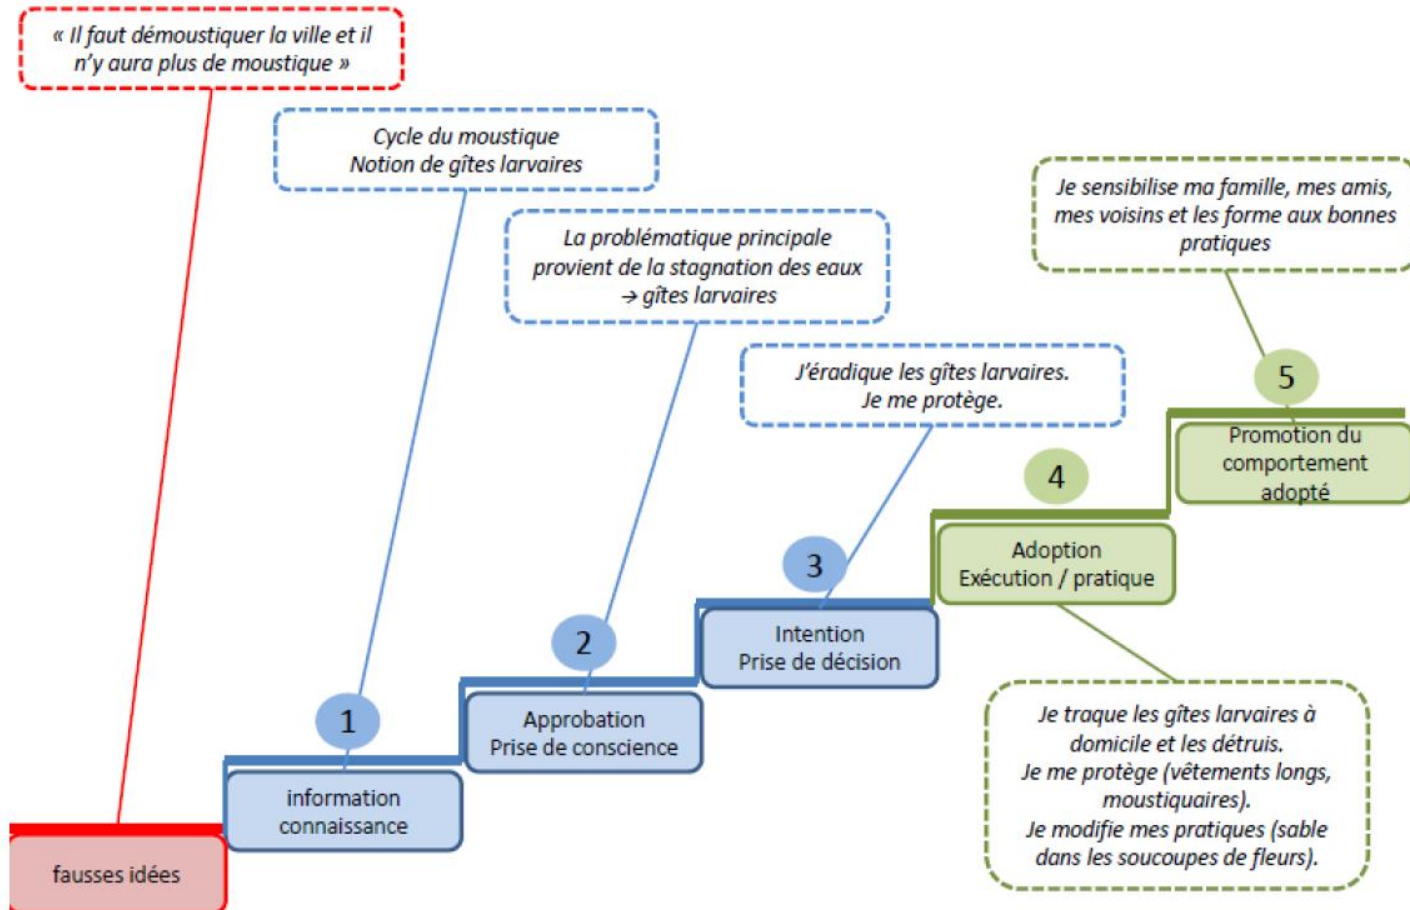 « Il faut démoustiquer la ville et il
n'y aura plus de moustique »
Cycle du moustique
Notion de gîtes larvaires
La problématique principale
provient de la stagnation des eaux
→ gîtes larvaires
J'éradique les gîtes larvaires.
Je me protège.
Je sensibilise ma famille, mes amis,
mes voisins et les forme aux bonnes
pratiques
5
Promotion du
comportement
adopté
4
Adoption
Exécution / pratique
3
Intention
Prise de décision
2
Approbation
Prise de conscience
1
information
connaissance
fausses idées
Je traque les gîtes larvaires à
domicile et les détruis.
Je me protège (vêtements longs,
moustiquaires).
Je modifie mes pratiques (sable
dans les soucoupes de fleurs).